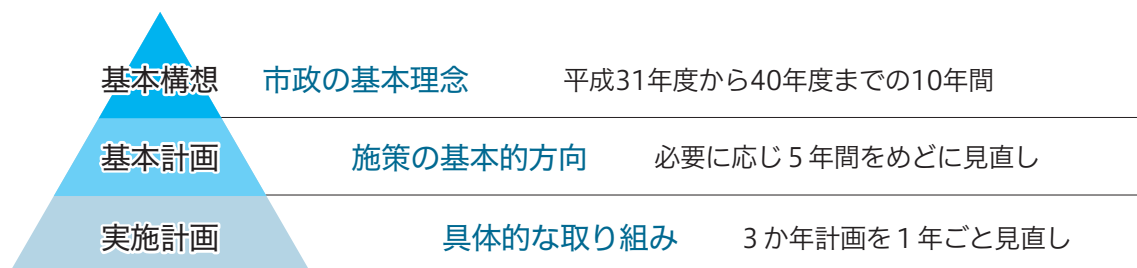 基本構想 市政の基本理念 平成31年度から40年度までの10年間
基本計画 施策の基本的方向 必要に応じ５年間をめどに見直し
実施計画 具体的な取り組み ３か年計画を１年ごと見直し